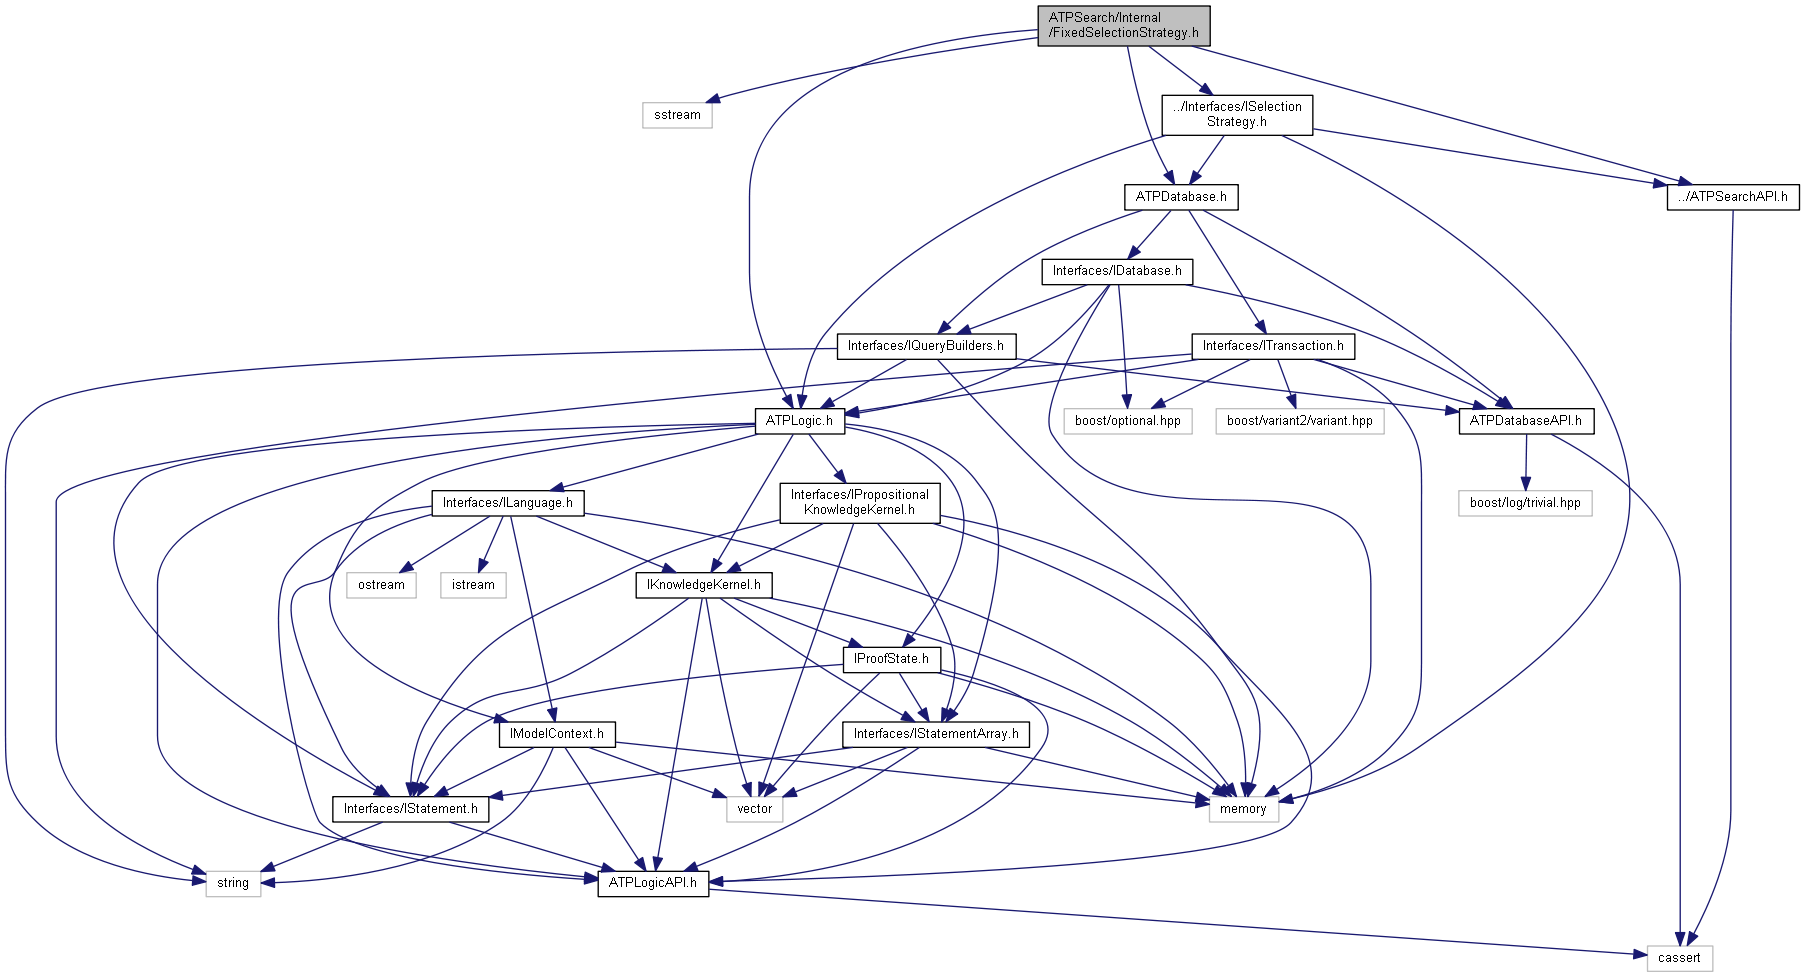 ATPSearch/Internal
/FixedSelectionStrategy.h
sstream
../Interfaces/ISelection
Strategy.h
ATPDatabase.h
../ATPSearchAPI.h
Interfaces/IDatabase.h
Interfaces/IQueryBuilders.h
Interfaces/ITransaction.h
ATPLogic.h
boost/optional.hpp
boost/variant2/variant.hpp
ATPDatabaseAPI.h
Interfaces/ILanguage.h
Interfaces/IPropositional
KnowledgeKernel.h
boost/log/trivial.hpp
ostream
istream
IKnowledgeKernel.h
IProofState.h
IModelContext.h
Interfaces/IStatementArray.h
Interfaces/IStatement.h
vector
memory
string
ATPLogicAPI.h
cassert